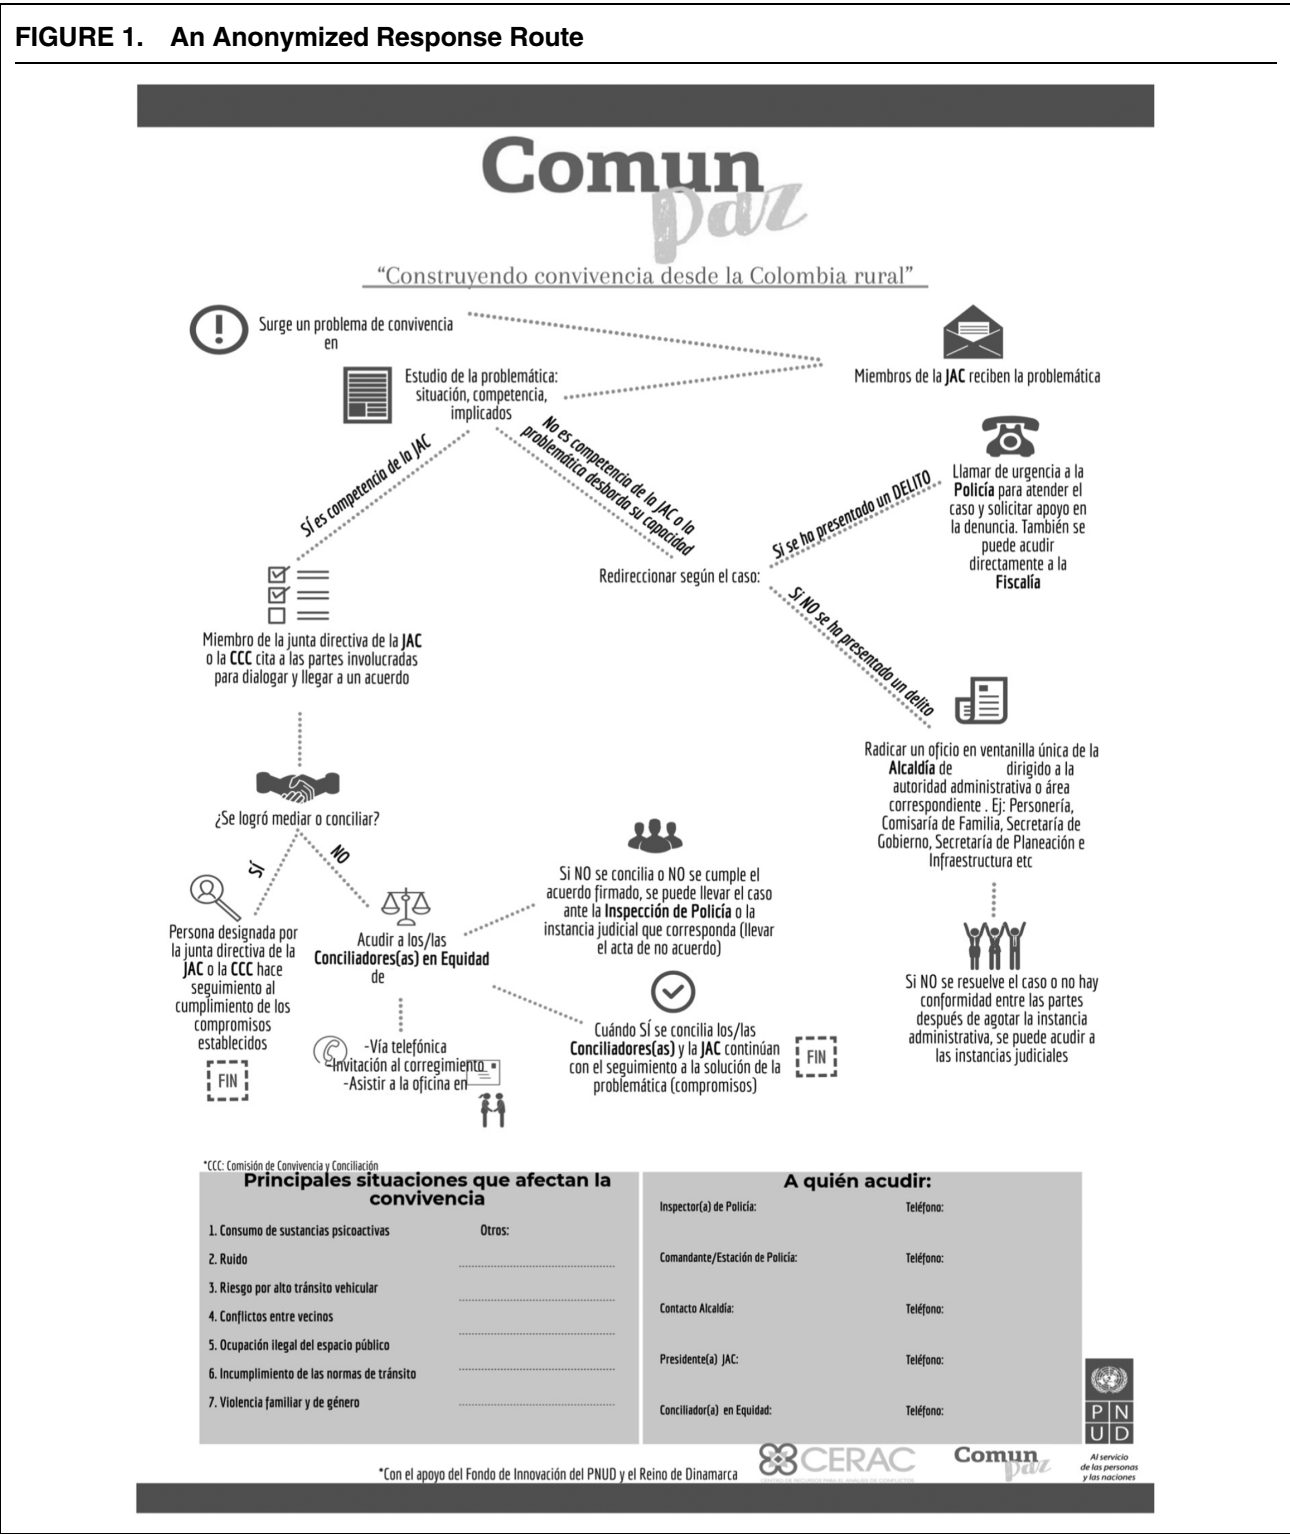 FIGURE 1. An Anonymized Response Route
Comun
paz
“Construyendo convivencia desde la Colombia rural”
Surge un problema de convivencia
en
Miembros de la JAC reciben la problemática
Estudio de la problemática:
situación, competencia,
implicados
SÍ es competencia de la JAC
No es competencia de la JAC o la
problemática desborda su capacidad
Redireccionar según el caso:
Si se ha presentado un DELITO
Llamar de urgencia a la
Policía para atender el
caso y solicitar apoyo en
la denuncia. También se
puede acudir
directamente a la
Fiscalía
Si NO se ha presentado un delito
Miembro de la junta directiva de la JAC
o la CCC cita a las partes involucradas
para dialogar y llegar a un acuerdo
Radicar un oficio en ventanilla única de la
Alcaldía de dirigido a la
autoridad administrativa o área
correspondiente . Ej: Personería,
Comisaría de Familia, Secretaría de
Gobierno, Secretaría de Planeación e
Infraestructura etc
¿Se logró mediar o conciliar?
SÍ
NO
Persona designada por
la junta directiva de la
JAC o la CCC hace
seguimiento al
cumplimiento de los
compromisos
establecidos
FIN
Acudir a los/las
Conciliadores(as) en Equidad
de
-Vía telefónica
-Invitación al corregimiento
-Asistir a la oficina en
Si NO se concilia o NO se cumple el
acuerdo firmado, se puede llevar el caso
ante la Inspección de Policía o la
instancia judicial que corresponda (llevar
el acta de no acuerdo)
Cuándo SÍ se concilia los/las
Conciliadores(as) y la JAC continúan
con el seguimiento a la solución de la
problemática (compromisos)
FIN
Si NO se resuelve el caso o no hay
conformidad entre las partes
después de agotar la instancia
administrativa, se puede acudir a
las instancias judiciales
*CCC: Comisión de Convivencia y Conciliación
Principales situaciones que afectan la
convivencia
1. Consumo de sustancias psicoactivas
Otros:
2. Ruido
3. Riesgo por alto tránsito vehicular
4. Conflictos entre vecinos
5. Ocupación ilegal del espacio público
6. Incumplimiento de las normas de tránsito
7. Violencia familiar y de género
A quién acudir:
Inspector(a) de Policía: Teléfono:
Comandante/Estación de Policía: Teléfono:
Contacto Alcaldía: Teléfono:
Presidente(a) JAC: Teléfono:
Conciliador(a) en Equidad: Teléfono:
*Con el apoyo del Fondo de Innovación del PNUD y el Reino de Dinamarca
CERAC
CENTRO DE RECURSOS PARA EL ANÁLISIS DE CONFLICTOS
Comun
paz
P N
U D
Al servicio
de las personas
y las naciones